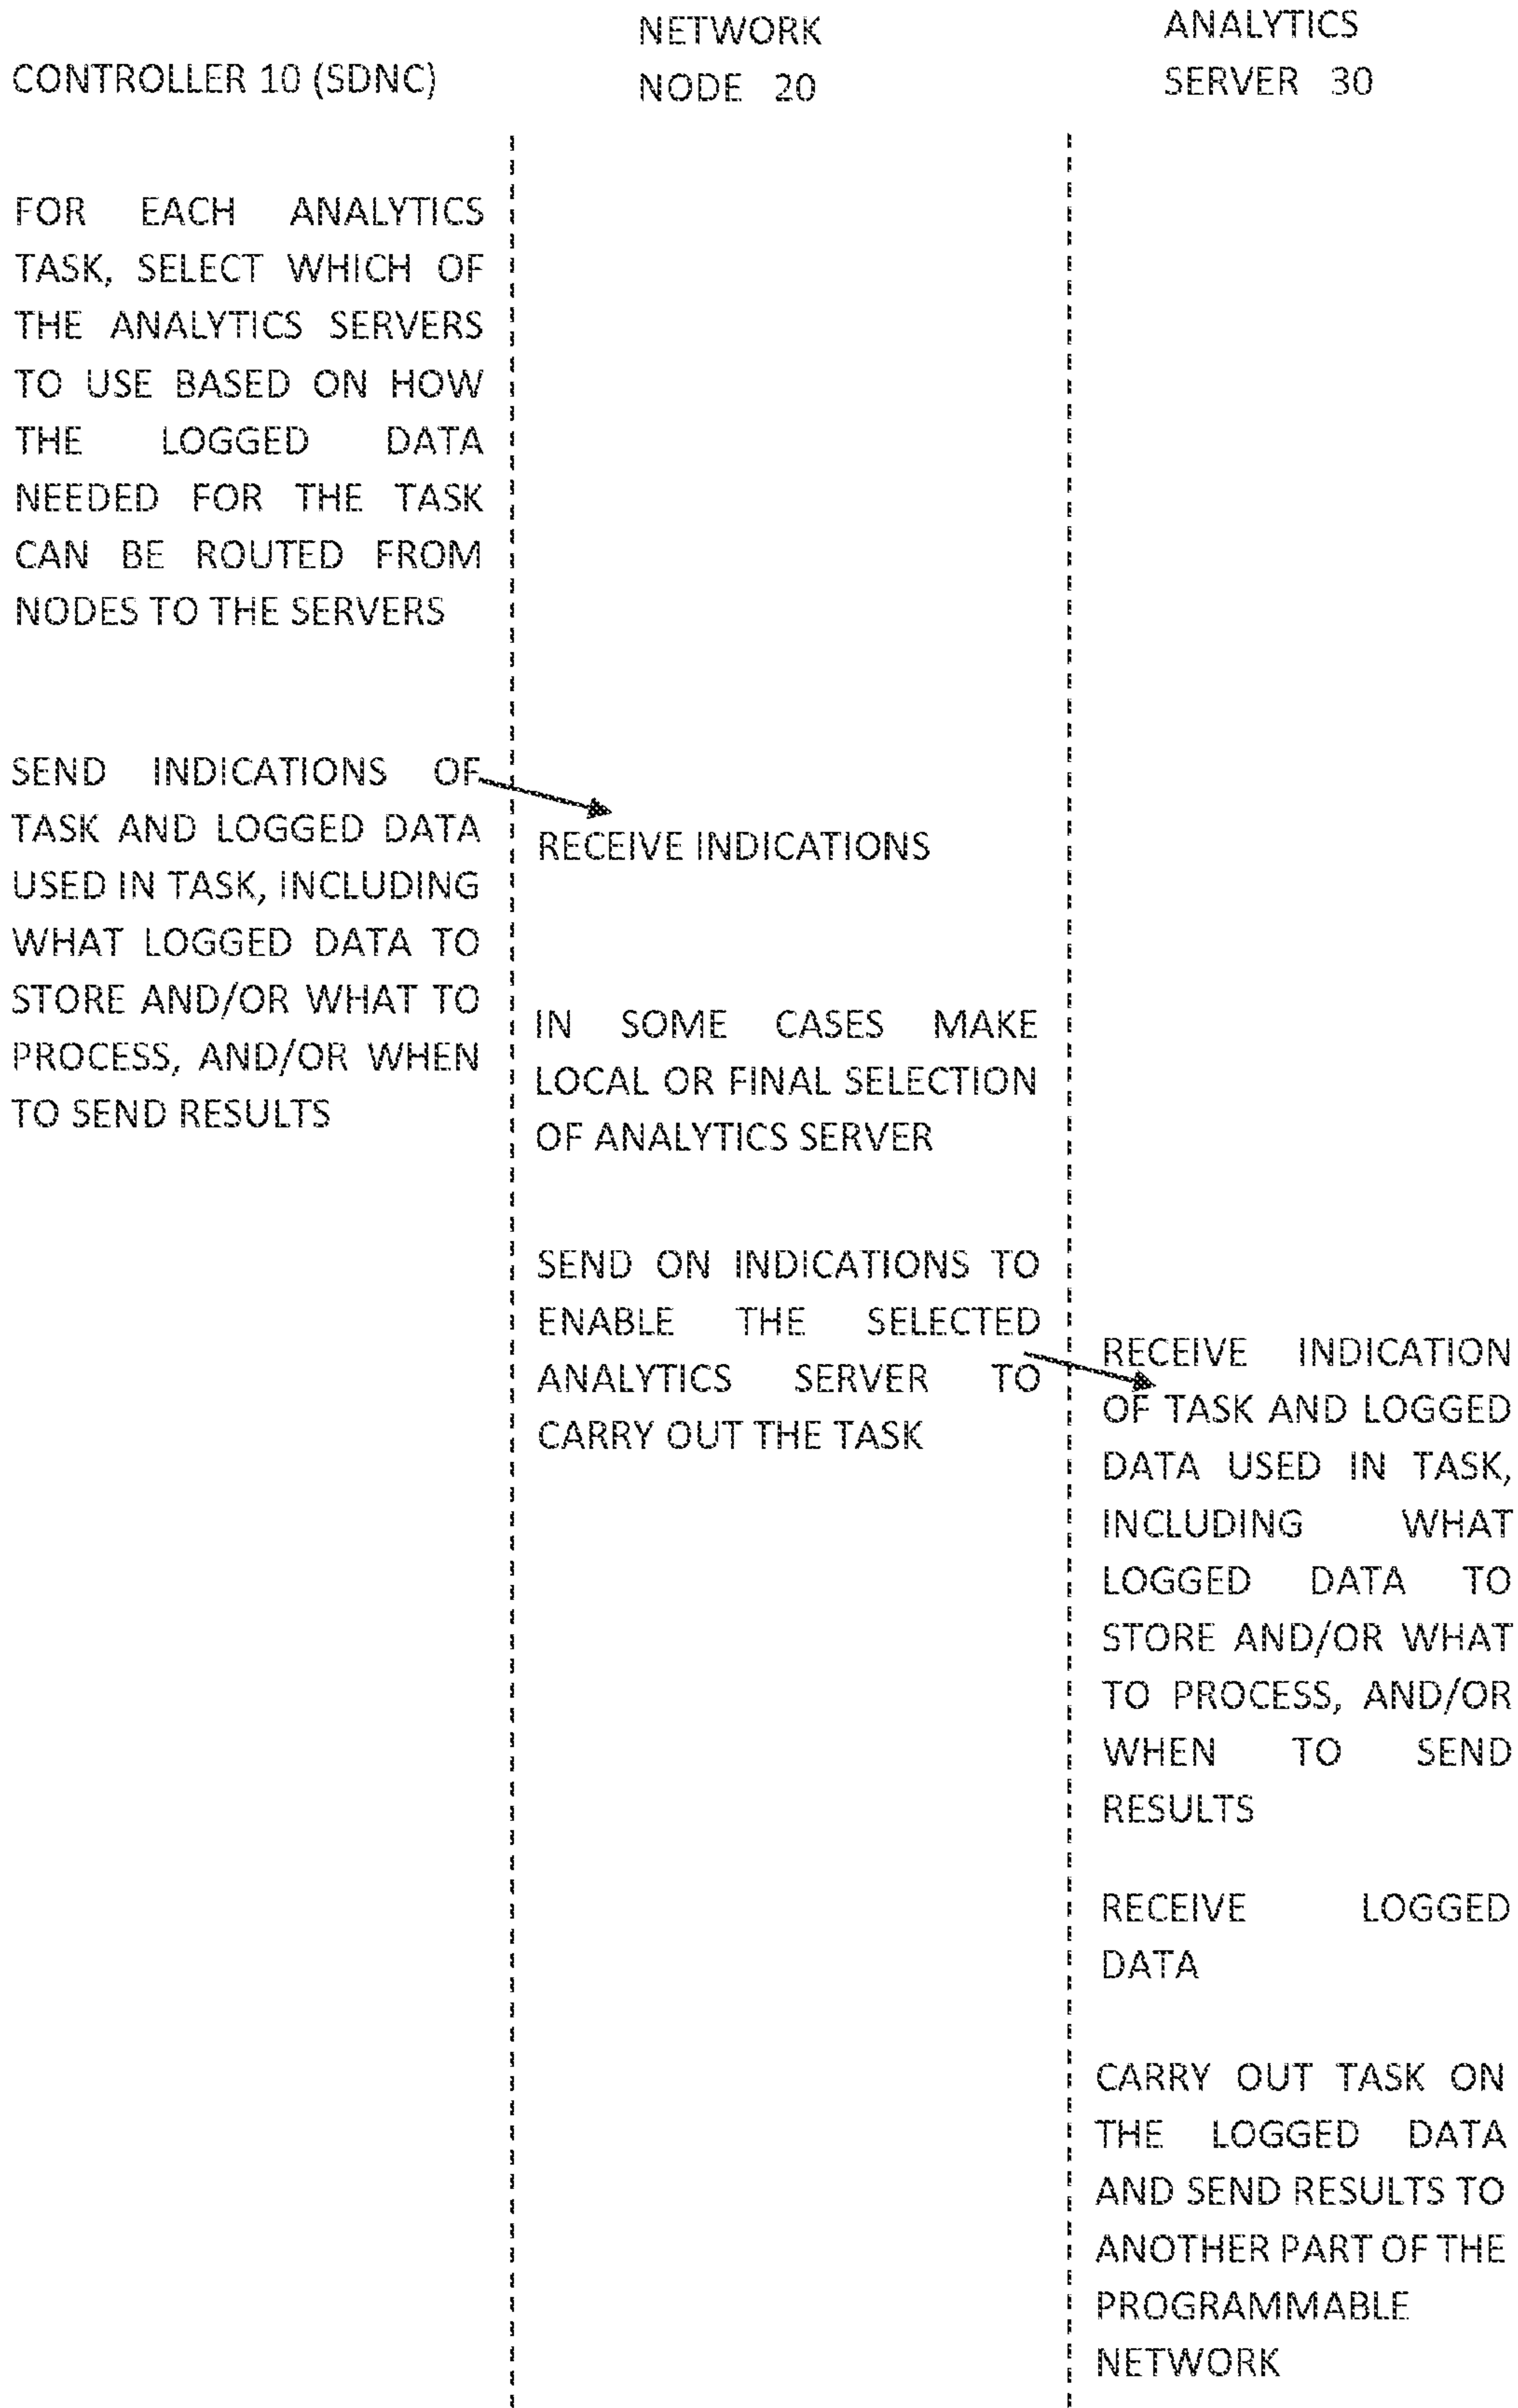 CONTROLLER 10 (SDNC)
NETWORK
NODE 20
ANALYTICS
SERVER 30
FOR EACH ANALYTICS
TASK, SELECT WHICH OF
THE ANALYTICS SERVERS
TO USE BASED ON HOW
THE LOGGED DATA
NEEDED FOR THE TASK
CAN BE ROUTED FROM
NODES TO THE SERVERS
SEND INDICATIONS OF
TASK AND LOGGED DATA
USED IN TASK, INCLUDING
WHAT LOGGED DATA TO
STORE AND/OR WHAT TO
PROCESS, AND/OR WHEN
TO SEND RESULTS
RECEIVE INDICATIONS
IN SOME CASES MAKE
LOCAL OR FINAL SELECTION
OF ANALYTICS SERVER
SEND ON INDICATIONS TO
ENABLE THE SELECTED
ANALYTICS SERVER TO
CARRY OUT THE TASK
RECEIVE INDICATION
OF TASK AND LOGGED
DATA USED IN TASK,
INCLUDING WHAT
LOGGED DATA TO
STORE AND/OR WHAT
TO PROCESS, AND/OR
WHEN TO SEND
RESULTS
RECEIVE LOGGED
DATA
CARRY OUT TASK ON
THE LOGGED DATA
AND SEND RESULTS TO
ANOTHER PART OF THE
PROGRAMMABLE
NETWORK